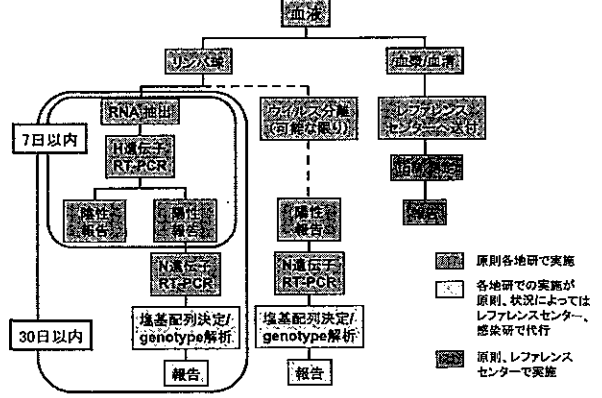 血液
リンパ球
血漿/血清
RNA抽出
ウイルス分離
(可能な限り)
レファレンス
センターへ送付
7日以内
H遺伝子
RT-PCR
報告
陽性
報告
陽性
報告
報告
N遺伝子
RT-PCR
N遺伝子
RT-PCR
30日以内
塩基配列決定/
genotype解析
塩基配列決定/
genotype解析
報告
報告
原則各地研で実施
各地研での実施が
原則、状況によっては
レファレンスセンター、
感染研で代行
原則、レファレンス
センターで実施